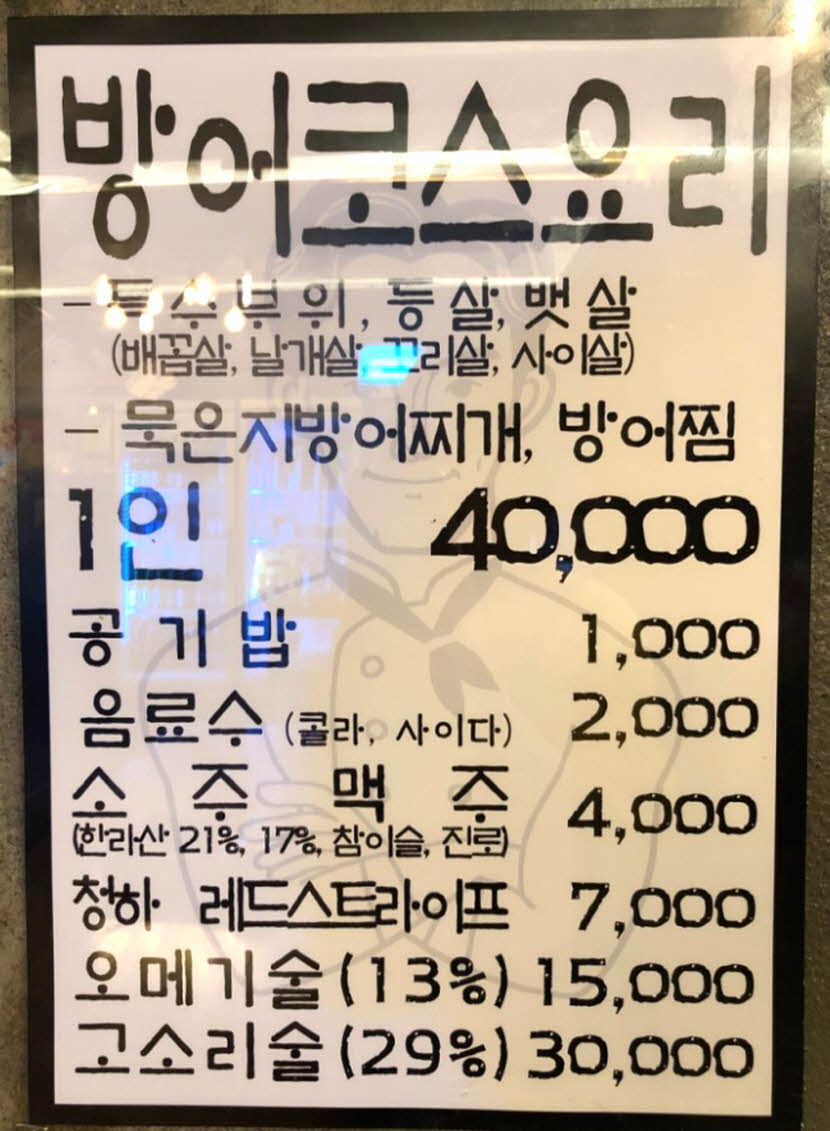 방어코스요리
- 특수부위, 등살, 뱃살
(배꼽살, 날개살, 꼬리살, 사이살)
- 묵은지방어찌개, 방어찜
1인 40,000
공기밥 1,000
음료수 (콜라, 사이다) 2,000
소주 맥주 4,000
(한라산 21%, 17%, 참이슬, 진로)
청하 레드스트라이프 7,000
오메기술(13%) 15,000
고소리술(29%) 30,000